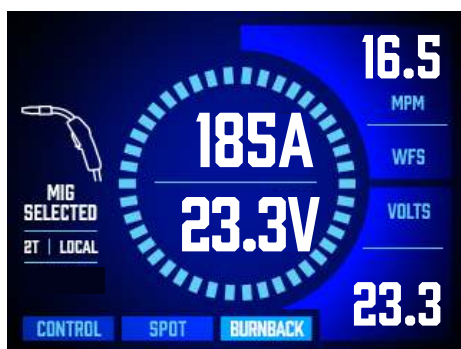 16.5
MPM
WFS
185A
23.3V
MIG
SELECTED
2T | LOCAL
VOLTS
23.3
CONTROL
SPOT
BURNBACK